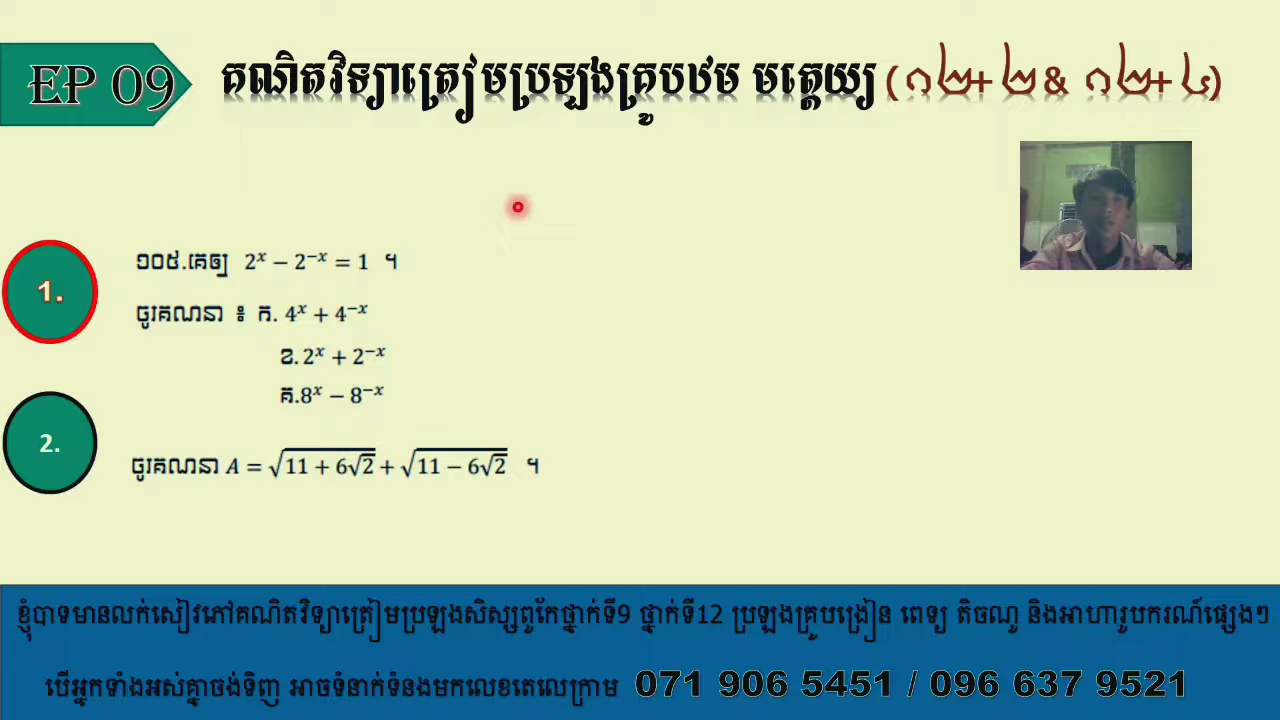 EP 09
គណិតវិទ្យាត្រៀមប្រឡងគ្រូបឋម មត្តេយ្យ (១២+២ & ១២+៤)
1.
១០៥.គេឲ្យ 2ˣ − 2⁻ˣ = 1 ។
ចូរគណនា ៖ ក. 4ˣ + 4⁻ˣ
ខ. 2ˣ + 2⁻ˣ
គ.8ˣ − 8⁻ˣ
2.
ចូរគណនា A = √(11 + 6√2) + √(11 − 6√2) ។
ខ្ញុំបាទមានលក់សៀវភៅគណិតវិទ្យាត្រៀមប្រឡងសិស្សពូកែថ្នាក់ទី9 ថ្នាក់ទី12 ប្រឡងគ្រូបង្រៀន ពេទ្យ តិចណូ និងអាហារូបករណ៍ផ្សេងៗ
បើអ្នកទាំងអស់គ្នាចង់ទិញ អាចទំនាក់ទំនងមកលេខតេលេក្រាម 071 906 5451 / 096 637 9521